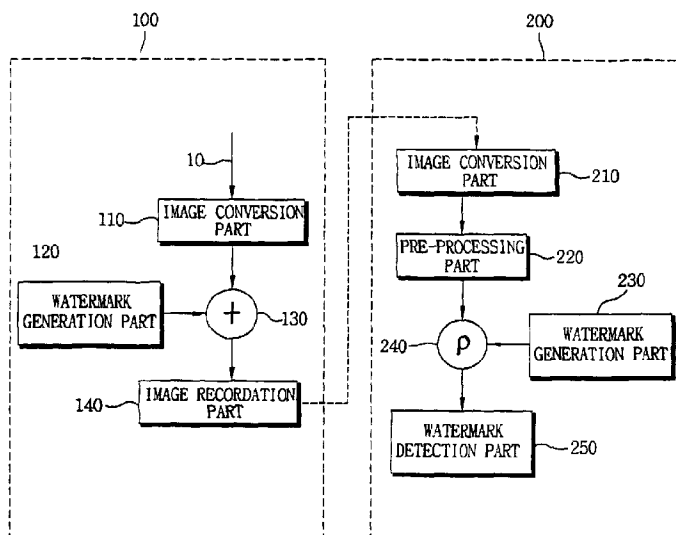 100
10
IMAGE CONVERSION
PART
110
120
WATERMARK
GENERATION PART
+
130
IMAGE RECORDATION
PART
140
200
IMAGE CONVERSION
PART
210
PRE-PROCESSING
PART
220
230
WATERMARK
GENERATION PART
240
ρ
WATERMARK
DETECTION PART
250